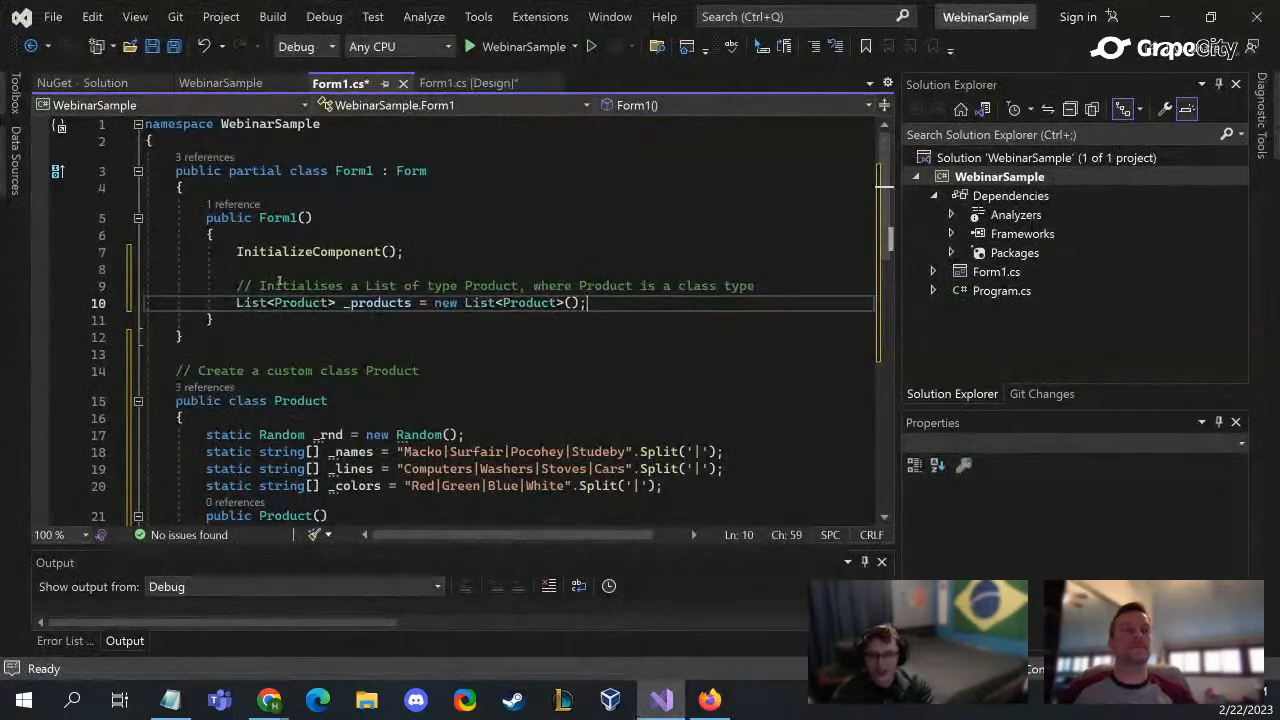 File Edit View Git Project Build Debug Test Analyze Tools Extensions Window Help Search (Ctrl+Q) WebinarSample Sign in
Debug Any CPU WebinarSample GrapeCity
NuGet - Solution WebinarSample Form1.cs* Form1.cs [Design]* Solution Explorer
WebinarSample WebinarSample.Form1 Form1()
Search Solution Explorer (Ctrl+;)
Solution 'WebinarSample' (1 of 1 project)
WebinarSample
Dependencies
Analyzers
Frameworks
Packages
Form1.cs
Program.cs
Solution Explorer Git Changes
Properties
Toolbox
Data Sources
Diagnostic Tools
1 namespace WebinarSample
2 {
3 references
3 public partial class Form1 : Form
4 {
1 reference
5 public Form1()
6 {
7 InitializeComponent();
8
9 // Initialises a List of type Product, where Product is a class type
10 List<Product> _products = new List<Product>();
11 }
12 }
13
14 // Create a custom class Product
3 references
15 public class Product
16 {
17 static Random _rnd = new Random();
18 static string[] _names = "Macko|Surfair|Pocohey|Studeby".Split('|');
19 static string[] _lines = "Computers|Washers|Stoves|Cars".Split('|');
20 static string[] _colors = "Red|Green|Blue|White".Split('|');
0 references
21 public Product()
100 % No issues found Ln: 10 Ch: 59 SPC CRLF
Output
Show output from: Debug
Error List ... Output
Ready
2/22/2023